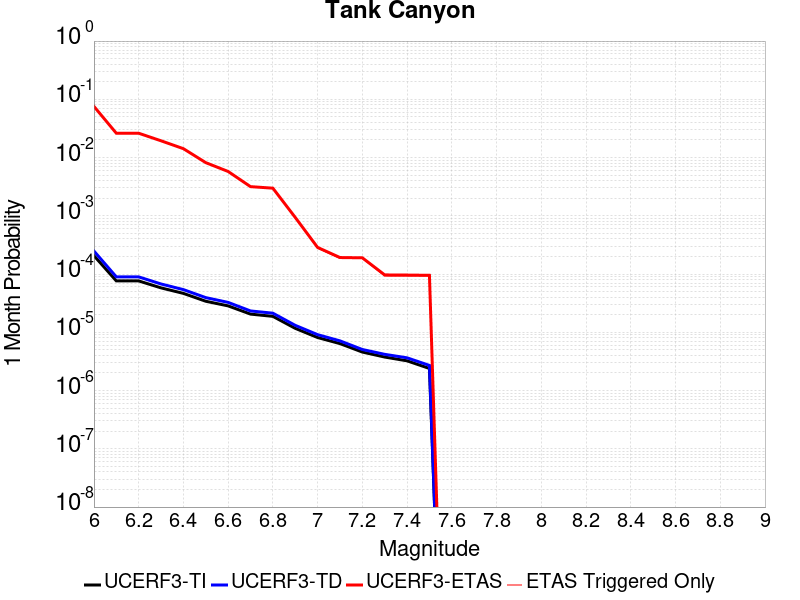 Tank Canyon
1 Month Probability
10^0
10^-1
10^-2
10^-3
10^-4
10^-5
10^-6
10^-7
10^-8
6 6.2 6.4 6.6 6.8 7 7.2 7.4 7.6 7.8 8 8.2 8.4 8.6 8.8 9
Magnitude
UCERF3-TI UCERF3-TD UCERF3-ETAS ETAS Triggered Only